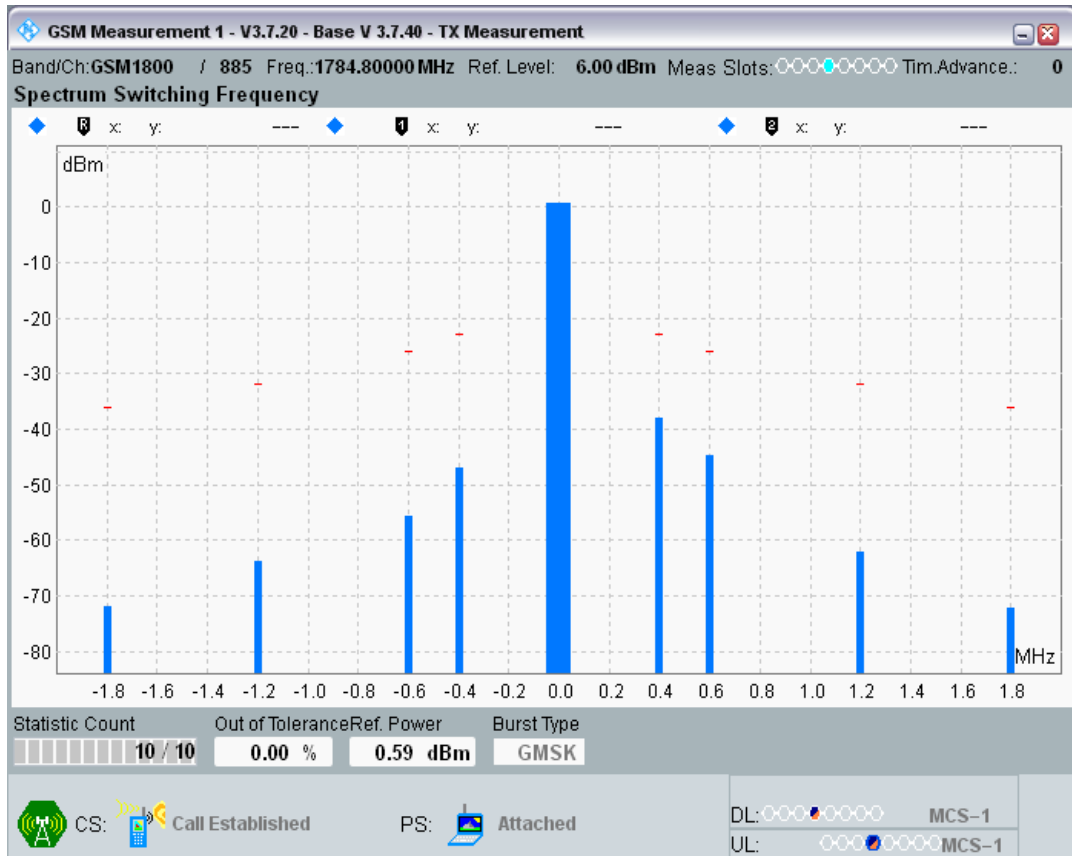 GSM Measurement 1 - V3.7.20 - Base V 3.7.40 - TX Measurement
Band/Ch:GSM1800 / 885 Freq.:1784.80000 MHz Ref. Level: 6.00 dBm Meas Slots: Tim.Advance.: 0
Spectrum Switching Frequency
R x: y: --- 1 x: y: --- 2 x: y: ---
dBm
0
-10
-20
-30
-40
-50
-60
-70
-80
MHz
-1.8 -1.6 -1.4 -1.2 -1.0 -0.8 -0.6 -0.4 -0.2 0.0 0.2 0.4 0.6 0.8 1.0 1.2 1.4 1.6 1.8
Statistic Count Out of Tolerance Ref. Power Burst Type
10 / 10 0.00 % 0.59 dBm GMSK
CS: Call Established PS: Attached DL: MCS-1
UL: MCS-1